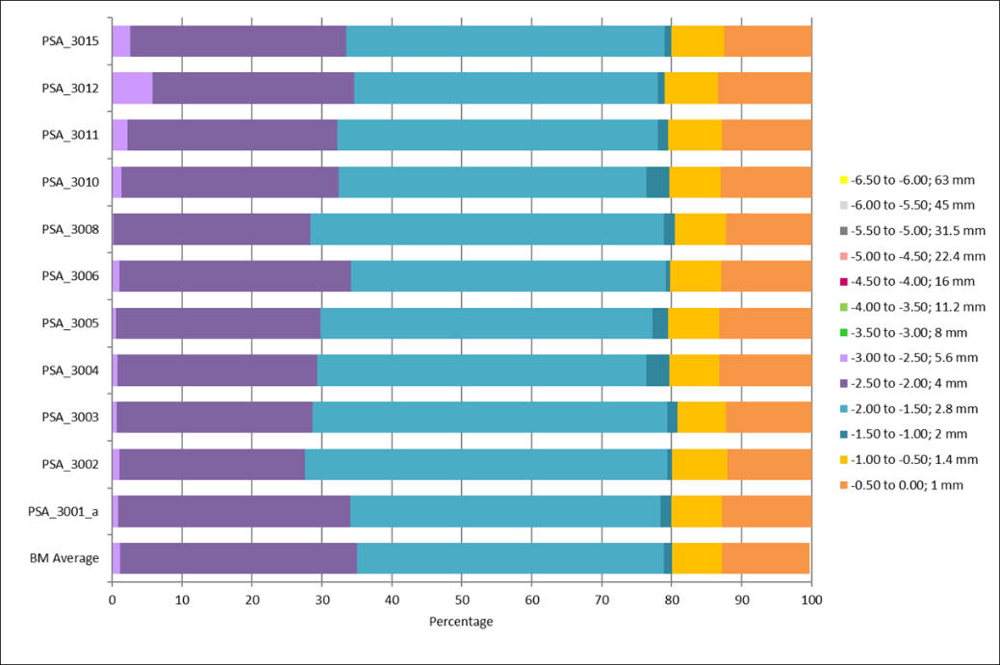 PSA_3015
PSA_3012
PSA_3011
PSA_3010
PSA_3008
PSA_3006
PSA_3005
PSA_3004
PSA_3003
PSA_3002
PSA_3001_a
BM Average
0 10 20 30 40 50 60 70 80 90 100
Percentage
-6.50 to -6.00; 63 mm
-6.00 to -5.50; 45 mm
-5.50 to -5.00; 31.5 mm
-5.00 to -4.50; 22.4 mm
-4.50 to -4.00; 16 mm
-4.00 to -3.50; 11.2 mm
-3.50 to -3.00; 8 mm
-3.00 to -2.50; 5.6 mm
-2.50 to -2.00; 4 mm
-2.00 to -1.50; 2.8 mm
-1.50 to -1.00; 2 mm
-1.00 to -0.50; 1.4 mm
-0.50 to 0.00; 1 mm